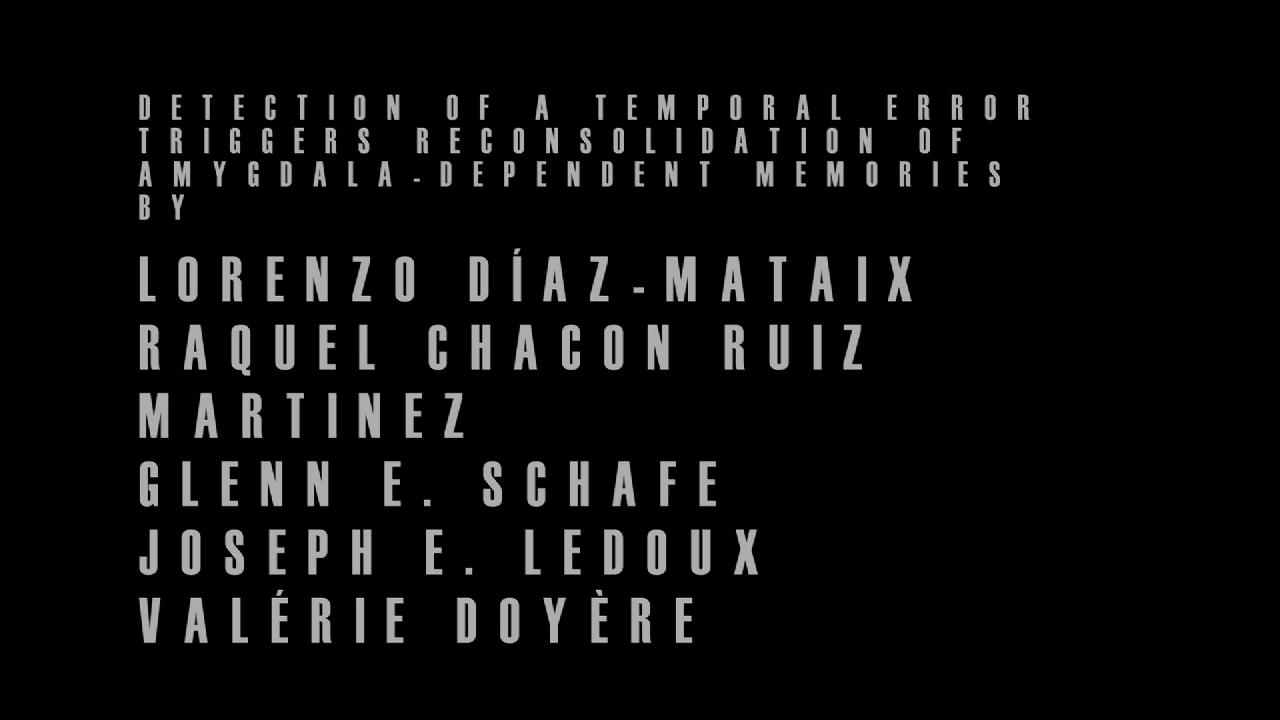 DETECTION OF A TEMPORAL ERROR
TRIGGERS RECONSOLIDATION OF
AMYGDALA-DEPENDENT MEMORIES
BY
LORENZO DÍAZ-MATAIX
RAQUEL CHACON RUIZ
MARTINEZ
GLENN E. SCHAFE
JOSEPH E. LEDOUX
VALÉRIE DOYÈRE